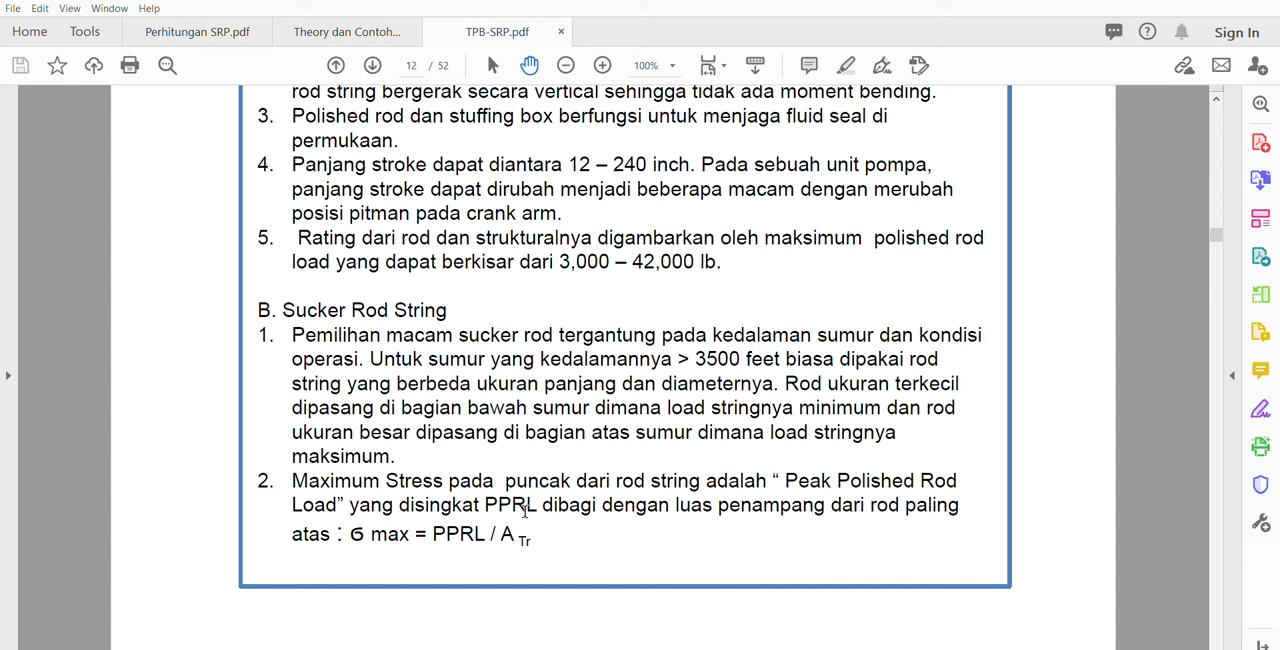 File Edit View Window Help
Home Tools Perhitungan SRP.pdf Theory dan Contoh... TPB-SRP.pdf × Sign In
12 / 52 100%
rod string bergerak secara vertical sehingga tidak ada moment bending.
3. Polished rod dan stuffing box berfungsi untuk menjaga fluid seal di
permukaan.
4. Panjang stroke dapat diantara 12 – 240 inch. Pada sebuah unit pompa,
panjang stroke dapat dirubah menjadi beberapa macam dengan merubah
posisi pitman pada crank arm.
5. Rating dari rod dan strukturalnya digambarkan oleh maksimum polished rod
load yang dapat berkisar dari 3,000 – 42,000 lb.
B. Sucker Rod String
1. Pemilihan macam sucker rod tergantung pada kedalaman sumur dan kondisi
operasi. Untuk sumur yang kedalamannya > 3500 feet biasa dipakai rod
string yang berbeda ukuran panjang dan diameternya. Rod ukuran terkecil
dipasang di bagian bawah sumur dimana load stringnya minimum dan rod
ukuran besar dipasang di bagian atas sumur dimana load stringnya
maksimum.
2. Maximum Stress pada puncak dari rod string adalah “ Peak Polished Rod
Load” yang disingkat PPRL dibagi dengan luas penampang dari rod paling
atas : Ϭ max = PPRL / A Tr